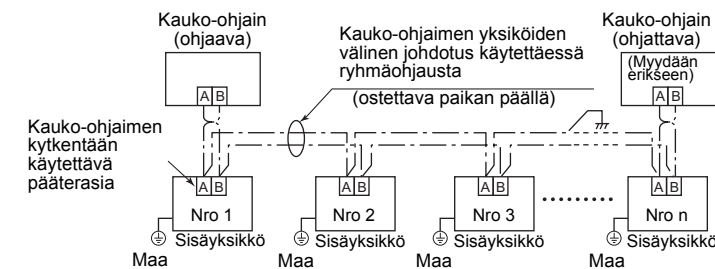 Kauko-ohjain
(ohjaava)
A B
Kauko-ohjaimen yksiköiden
välinen johdotus käytettäessä
ryhmäohjausta
(ostettava paikan päällä)
Kauko-ohjain
(ohjattava)
(Myydään
erikseen)
A B
Kauko-ohjaimen
kytkentään
käytettävä
pääterasia
A B
Nro 1
Sisäyksikkö
Maa
A B
Nro 2
Sisäyksikkö
Maa
A B
Nro 3
Sisäyksikkö
Maa
A B
Nro n
Sisäyksikkö
Maa